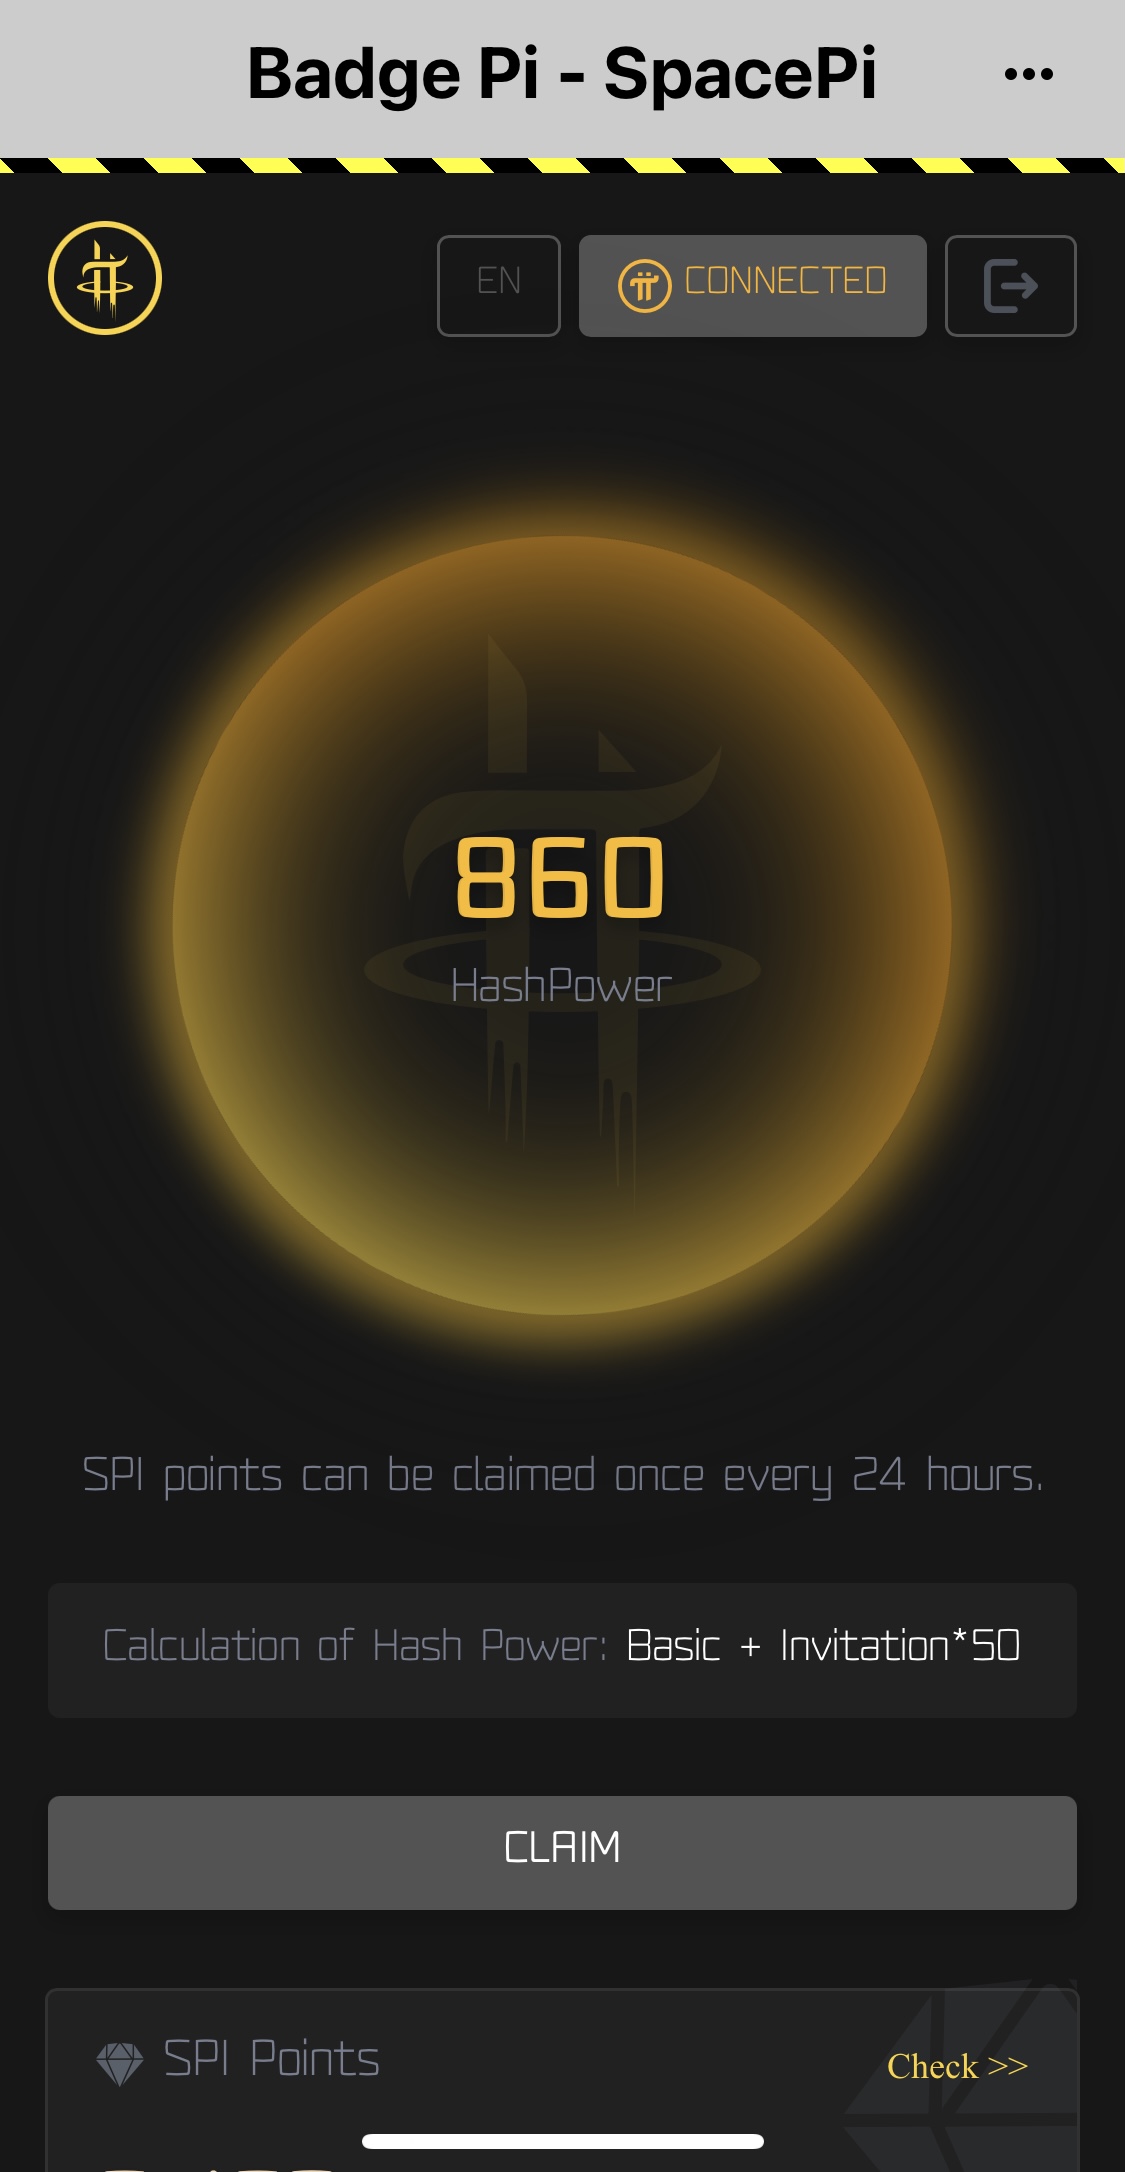 Badge Pi - SpacePi
EN
CONNECTED
860
HashPower
SPI points can be claimed once every 24 hours.
Calculation of Hash Power: Basic + Invitation*50
CLAIM
SPI Points
Check >>